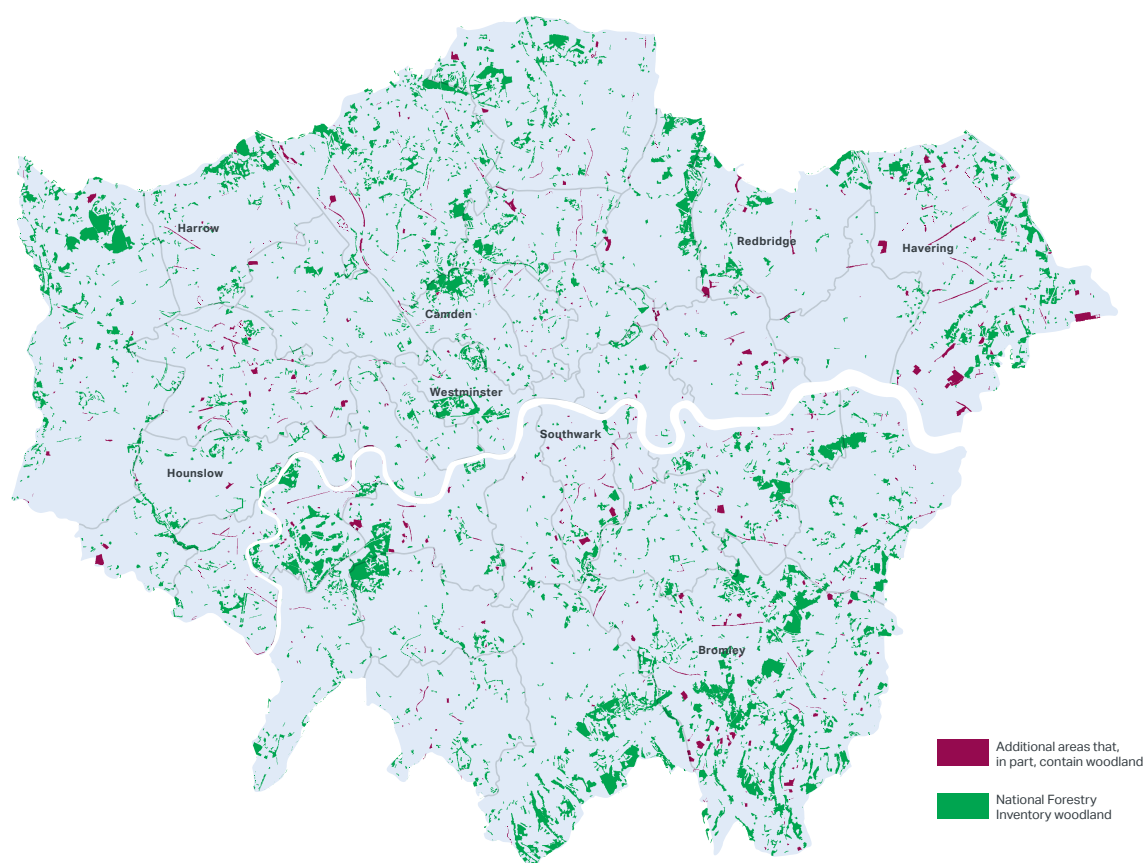 Harrow
Redbridge
Havering
Camden
Westminster
Southwark
Hounslow
Bromley
Additional areas that,
in part, contain woodland
National Forestry
Inventory woodland